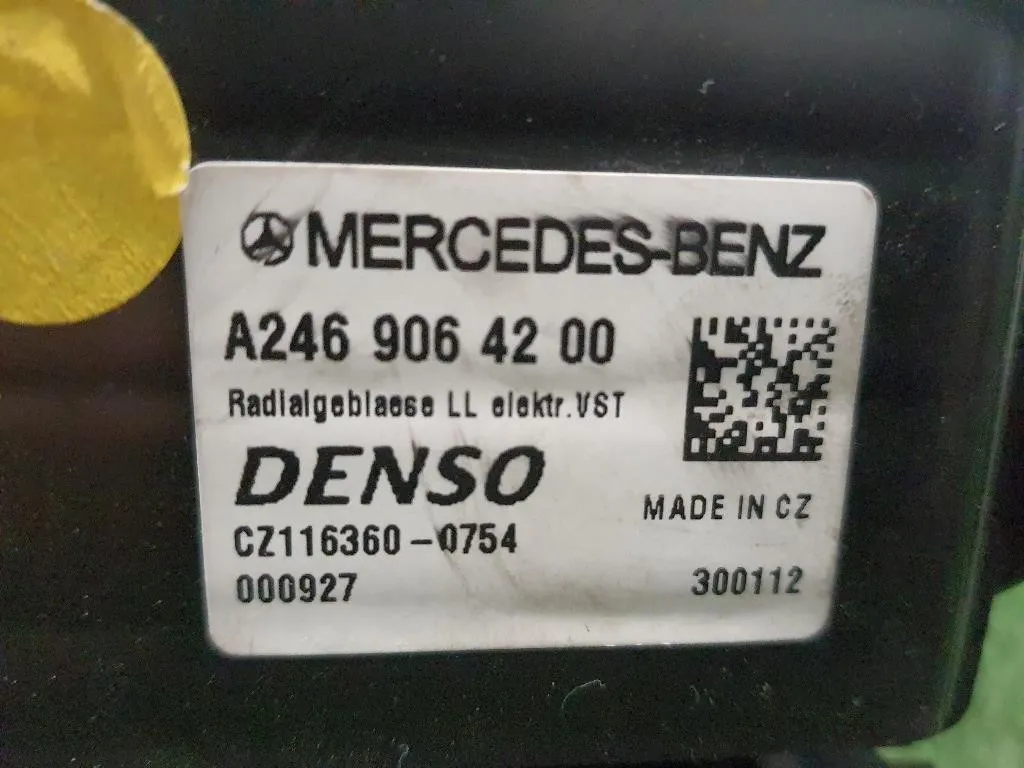 MERCEDES-BENZ
A246 906 42 00
Radialgeblaese LL elektr.VST
DENSO
MADE IN CZ
CZ116360-0754
000927
300112